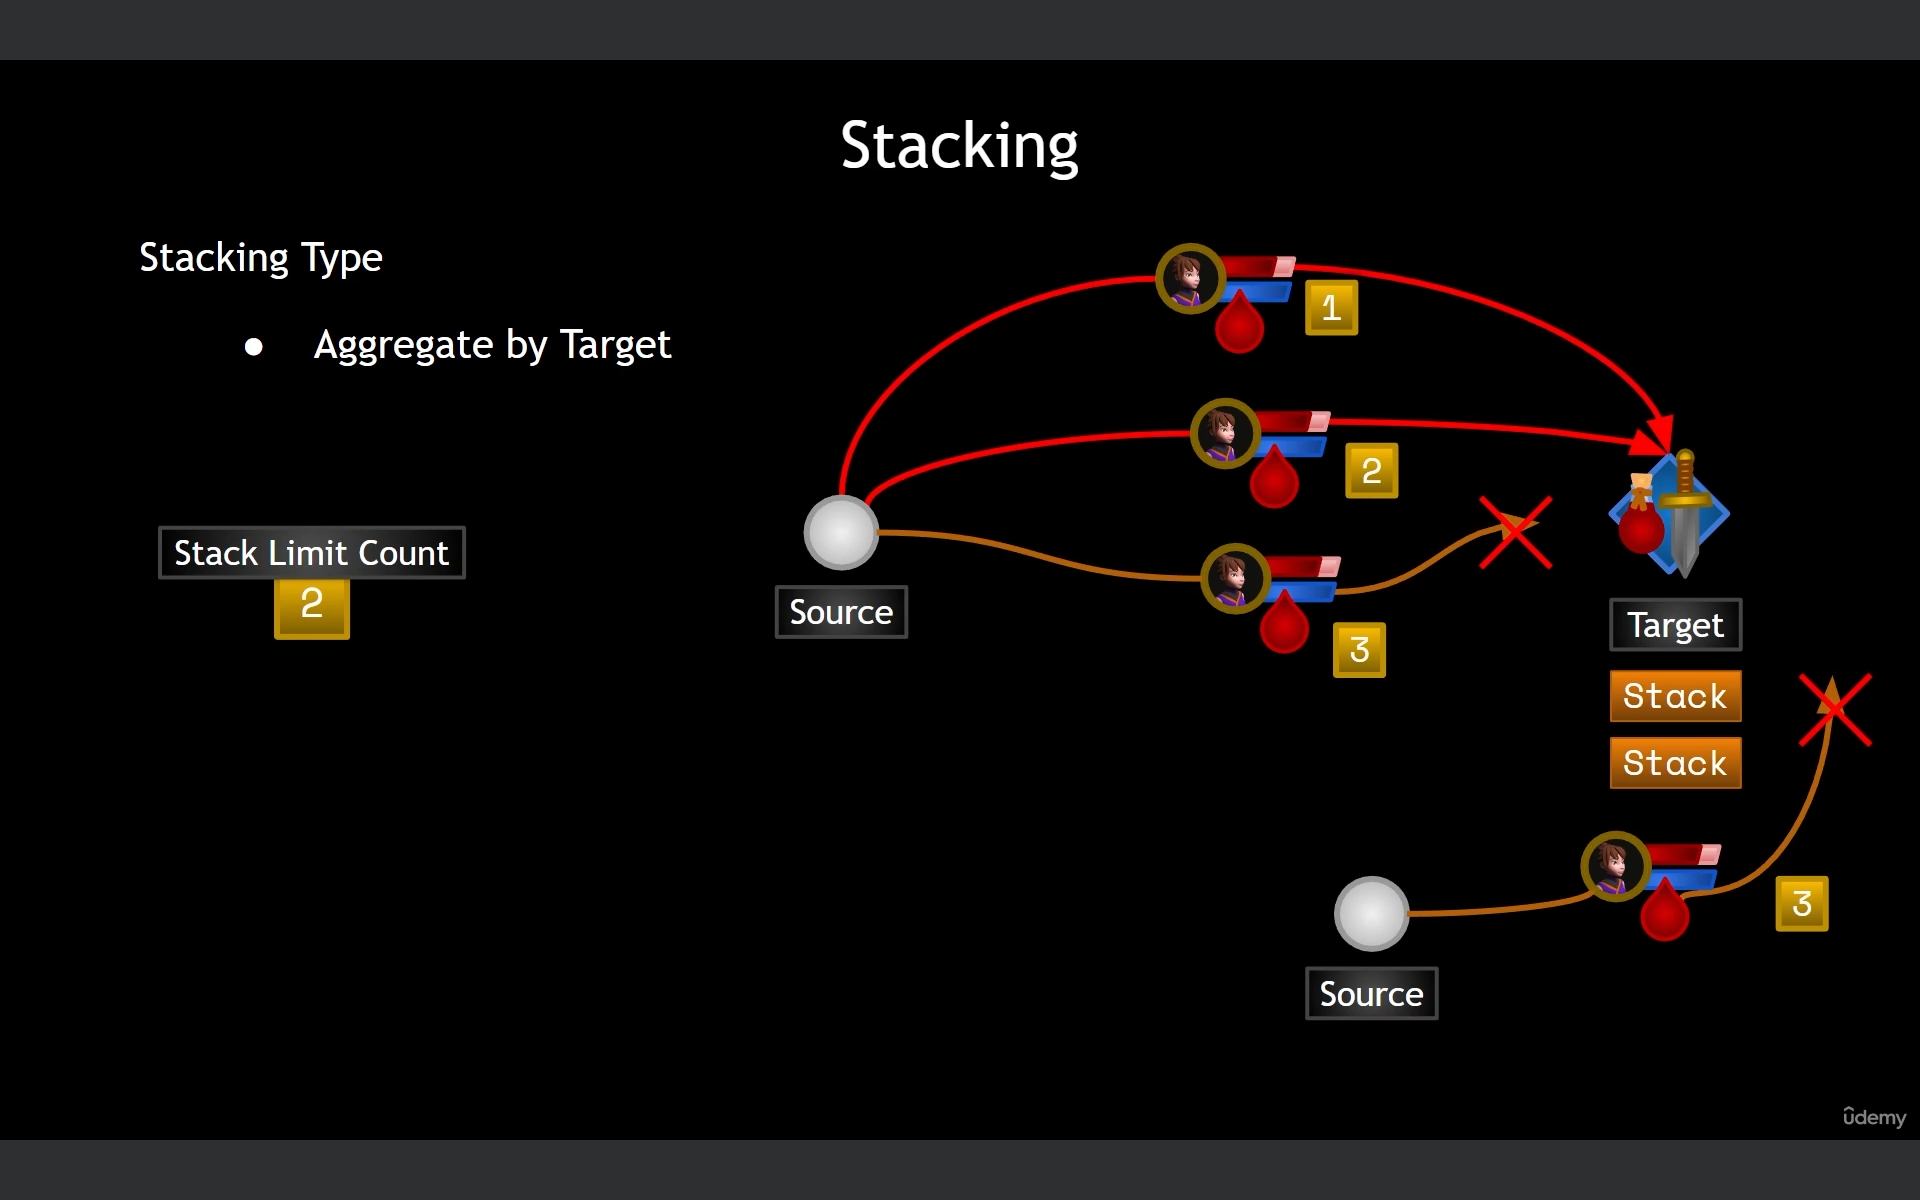 Stacking
Stacking Type
● Aggregate by Target
1
2
Stack Limit Count
2
Source
3
Target
Stack
Stack
3
Source
ûdemy